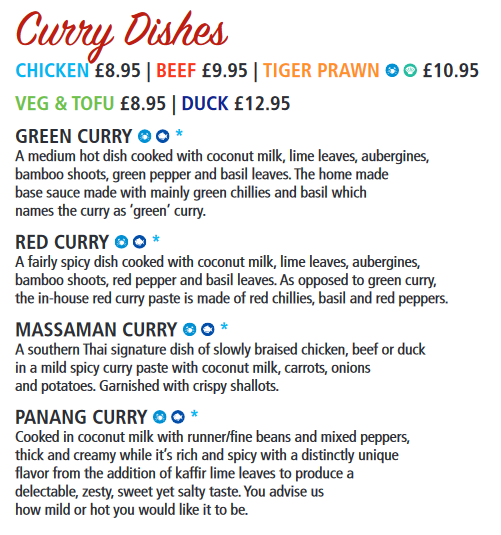 Curry Dishes
CHICKEN £8.95 | BEEF £9.95 | TIGER PRAWN £10.95
VEG & TOFU £8.95 | DUCK £12.95
GREEN CURRY *
A medium hot dish cooked with coconut milk, lime leaves, aubergines,
bamboo shoots, green pepper and basil leaves. The home made
base sauce made with mainly green chillies and basil which
names the curry as ‘green’ curry.
RED CURRY *
A fairly spicy dish cooked with coconut milk, lime leaves, aubergines,
bamboo shoots, red pepper and basil leaves. As opposed to green curry,
the in-house red curry paste is made of red chillies, basil and red peppers.
MASSAMAN CURRY *
A southern Thai signature dish of slowly braised chicken, beef or duck
in a mild spicy curry paste with coconut milk, carrots, onions
and potatoes. Garnished with crispy shallots.
PANANG CURRY *
Cooked in coconut milk with runner/fine beans and mixed peppers,
thick and creamy while it’s rich and spicy with a distinctly unique
flavor from the addition of kaffir lime leaves to produce a
delectable, zesty, sweet yet salty taste. You advise us
how mild or hot you would like it to be.